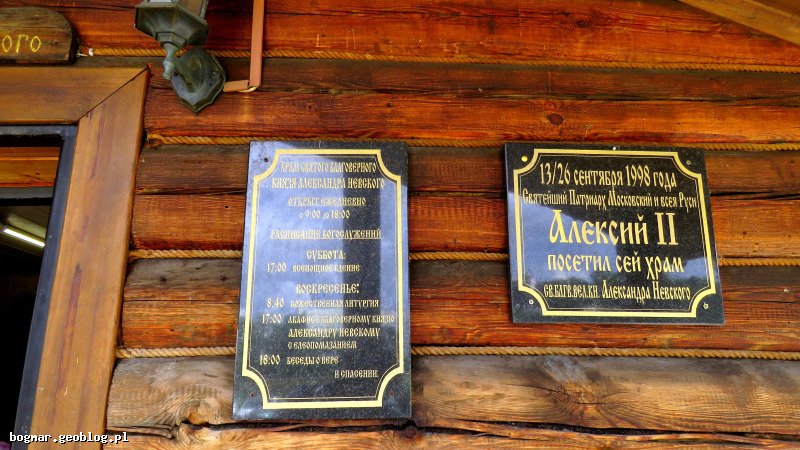 ого
ХРАМ СВЯТОГО БЛАГОВЕРНОГО
КНЯЗЯ АЛЕКСАНДРА НЕВСКОГО
ОТКРЫТ ЕЖЕДНЕВНО
с 9:00 до 18:00
РАСПИСАНИЕ БОГОСЛУЖЕНИЙ
СУББОТА:
17:00 ВСЕНОЩНОЕ БДЕНИЕ
ВОСКРЕСЕНЬЕ:
8.40 БОЖЕСТВЕННАЯ ЛИТУРГИЯ
17:00 АКАФИСТ БЛАГОВЕРНОМУ КНЯЗЮ
АЛЕКСАНДРУ НЕВСКОМУ
С ЕЛЕОПОМАЗАНИЕМ
18:00 БЕСЕДЫ О ВЕРЕ
И СПАСЕНИИ
13/26 сентября 1998 года
Святейший Патриарх Московский и всея Руси
Алексий II
посетил сей храм
св.блгв.вел.кн. Александра Невского
bogmar.geoblog.pl